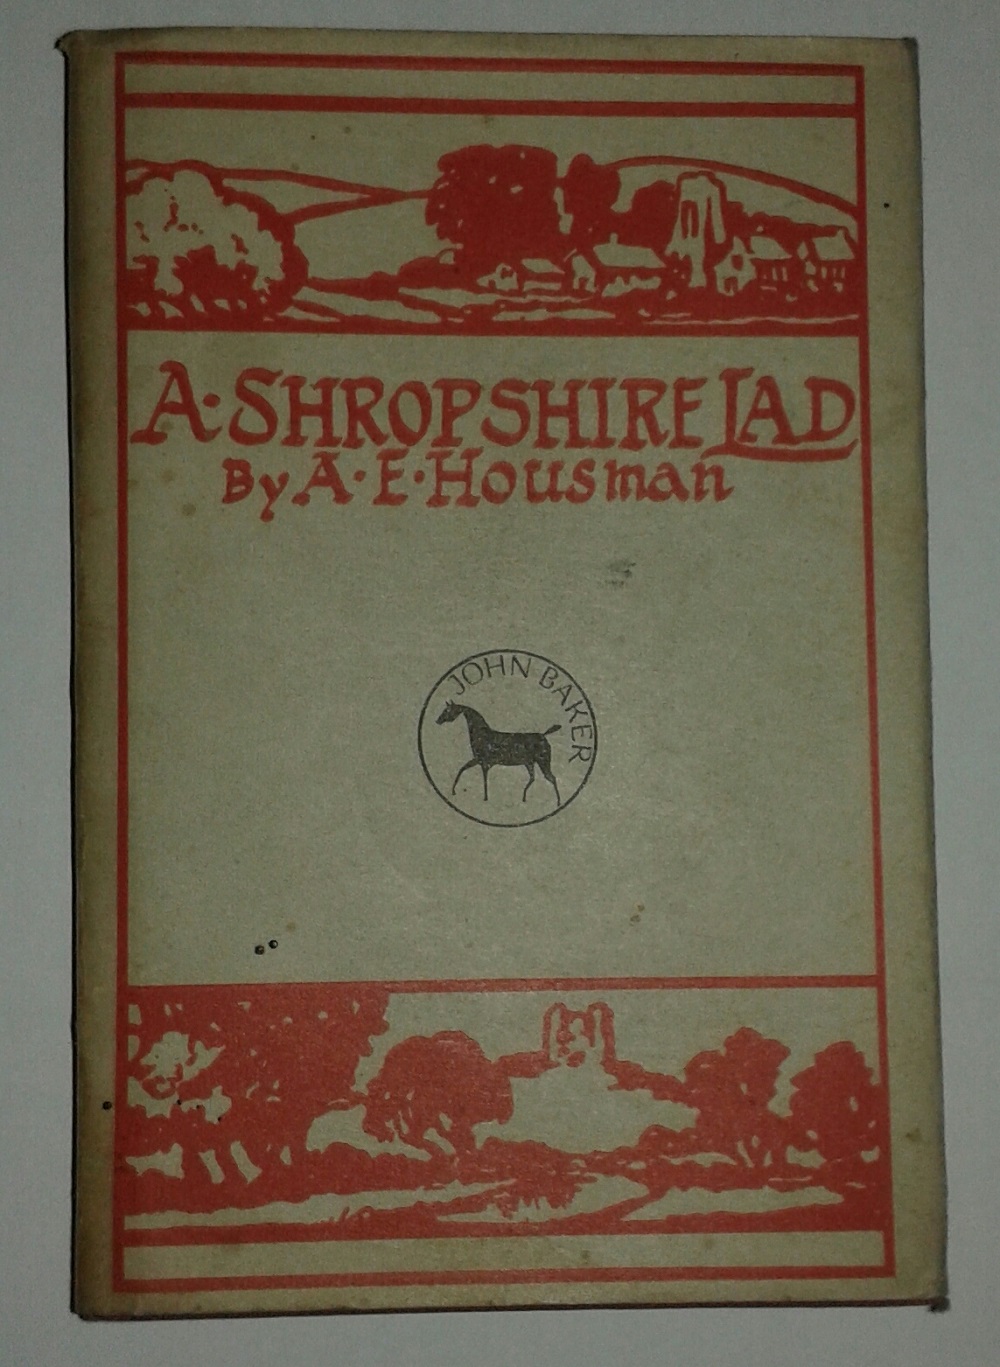 A·SHROPSHIRE LAD
By A·E·Housman
JOHN BAKER